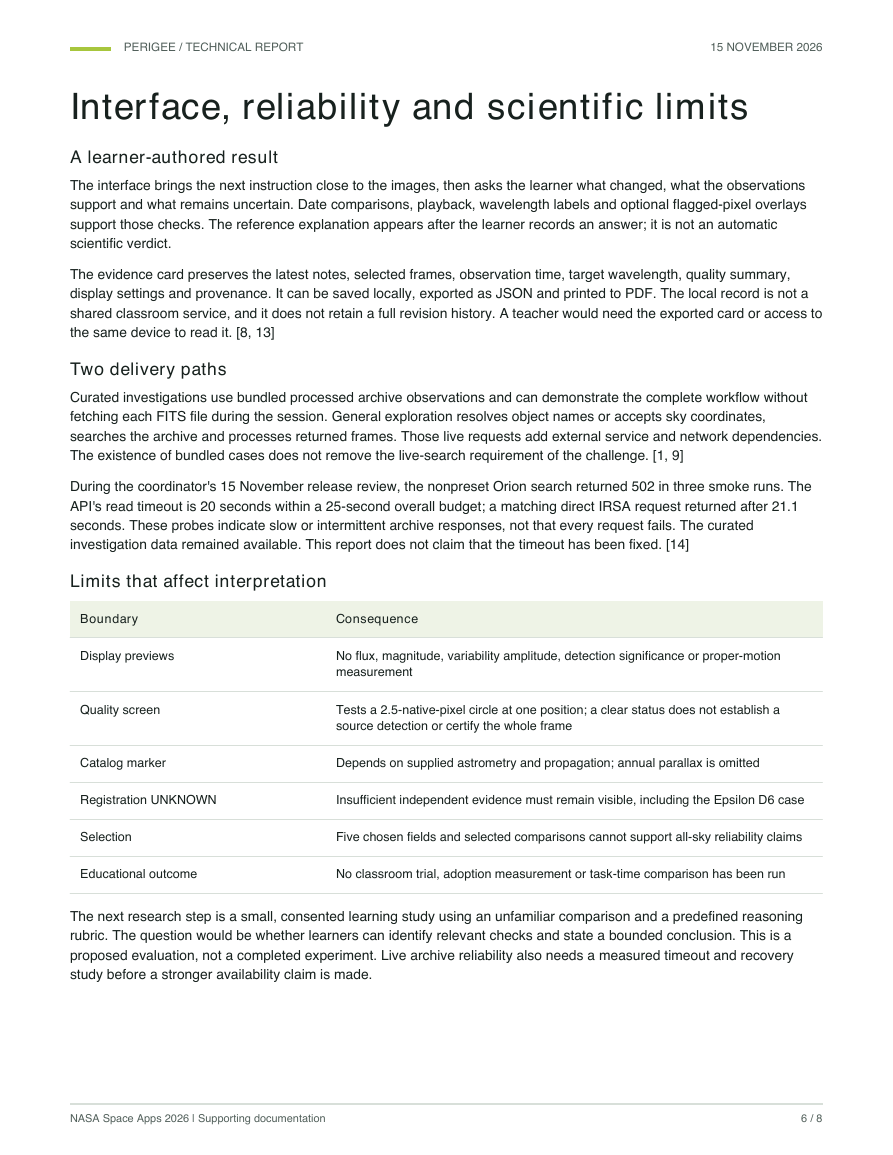 PERIGEE / TECHNICAL REPORT
15 NOVEMBER 2026
Interface, reliability and scientific limits
A learner-authored result
The interface brings the next instruction close to the images, then asks the learner what changed, what the observations
support and what remains uncertain. Date comparisons, playback, wavelength labels and optional flagged-pixel overlays
support those checks. The reference explanation appears after the learner records an answer; it is not an automatic
scientific verdict.
The evidence card preserves the latest notes, selected frames, observation time, target wavelength, quality summary,
display settings and provenance. It can be saved locally, exported as JSON and printed to PDF. The local record is not a
shared classroom service, and it does not retain a full revision history. A teacher would need the exported card or access to
the same device to read it. [8, 13]
Two delivery paths
Curated investigations use bundled processed archive observations and can demonstrate the complete workflow without
fetching each FITS file during the session. General exploration resolves object names or accepts sky coordinates,
searches the archive and processes returned frames. Those live requests add external service and network dependencies.
The existence of bundled cases does not remove the live-search requirement of the challenge. [1, 9]
During the coordinator's 15 November release review, the nonpreset Orion search returned 502 in three smoke runs. The
API's read timeout is 20 seconds within a 25-second overall budget; a matching direct IRSA request returned after 21.1
seconds. These probes indicate slow or intermittent archive responses, not that every request fails. The curated
investigation data remained available. This report does not claim that the timeout has been fixed. [14]
Limits that affect interpretation
Boundary
Consequence
Display previews
No flux, magnitude, variability amplitude, detection significance or proper-motion
measurement
Quality screen
Tests a 2.5-native-pixel circle at one position; a clear status does not establish a
source detection or certify the whole frame
Catalog marker
Depends on supplied astrometry and propagation; annual parallax is omitted
Registration UNKNOWN
Insufficient independent evidence must remain visible, including the Epsilon D6 case
Selection
Five chosen fields and selected comparisons cannot support all-sky reliability claims
Educational outcome
No classroom trial, adoption measurement or task-time comparison has been run
The next research step is a small, consented learning study using an unfamiliar comparison and a predefined reasoning
rubric. The question would be whether learners can identify relevant checks and state a bounded conclusion. This is a
proposed evaluation, not a completed experiment. Live archive reliability also needs a measured timeout and recovery
study before a stronger availability claim is made.
NASA Space Apps 2026 | Supporting documentation
6 / 8